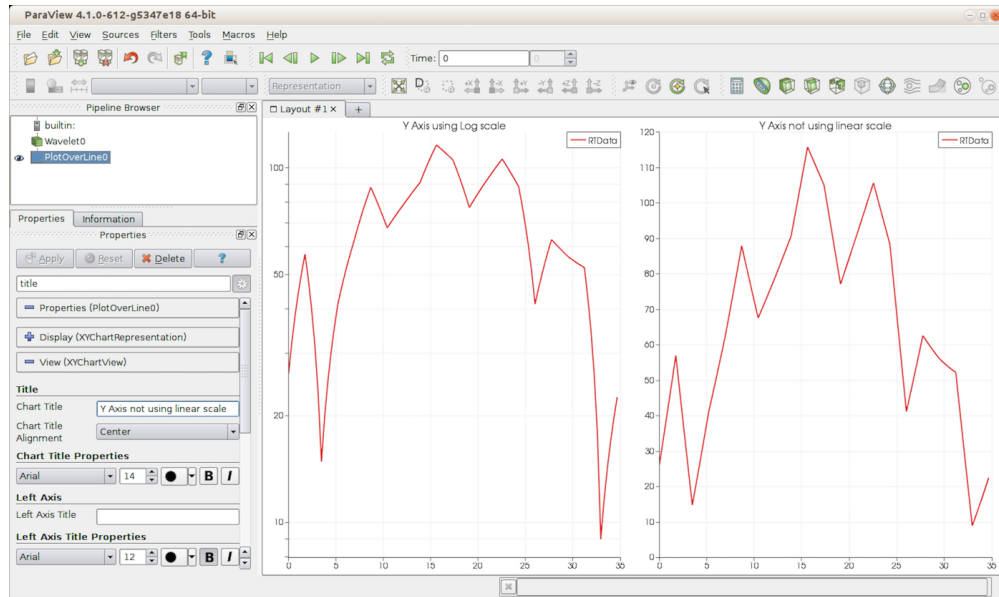 ParaView 4.1.0-612-g5347e18 64-bit
File Edit View Sources Filters Tools Macros Help
Time: 0 0
Representation
Pipeline Browser
builtin:
Wavelet0
PlotOverLine0
Properties Information
Properties
Apply Reset Delete ?
title
Properties (PlotOverLine0)
Display (XYChartRepresentation)
View (XYChartView)
Title
Chart Title Y Axis not using linear scale
Chart Title
Alignment Center
Chart Title Properties
Arial 14 B I
Left Axis
Left Axis Title
Left Axis Title Properties
Arial 12 B I
Layout #1 × +
Y Axis using Log scale
RTData
100
50
20
10
0 5 10 15 20 25 30 35
Y Axis not using linear scale
RTData
120
110
100
90
80
70
60
50
40
30
20
10
0
0 5 10 15 20 25 30 35